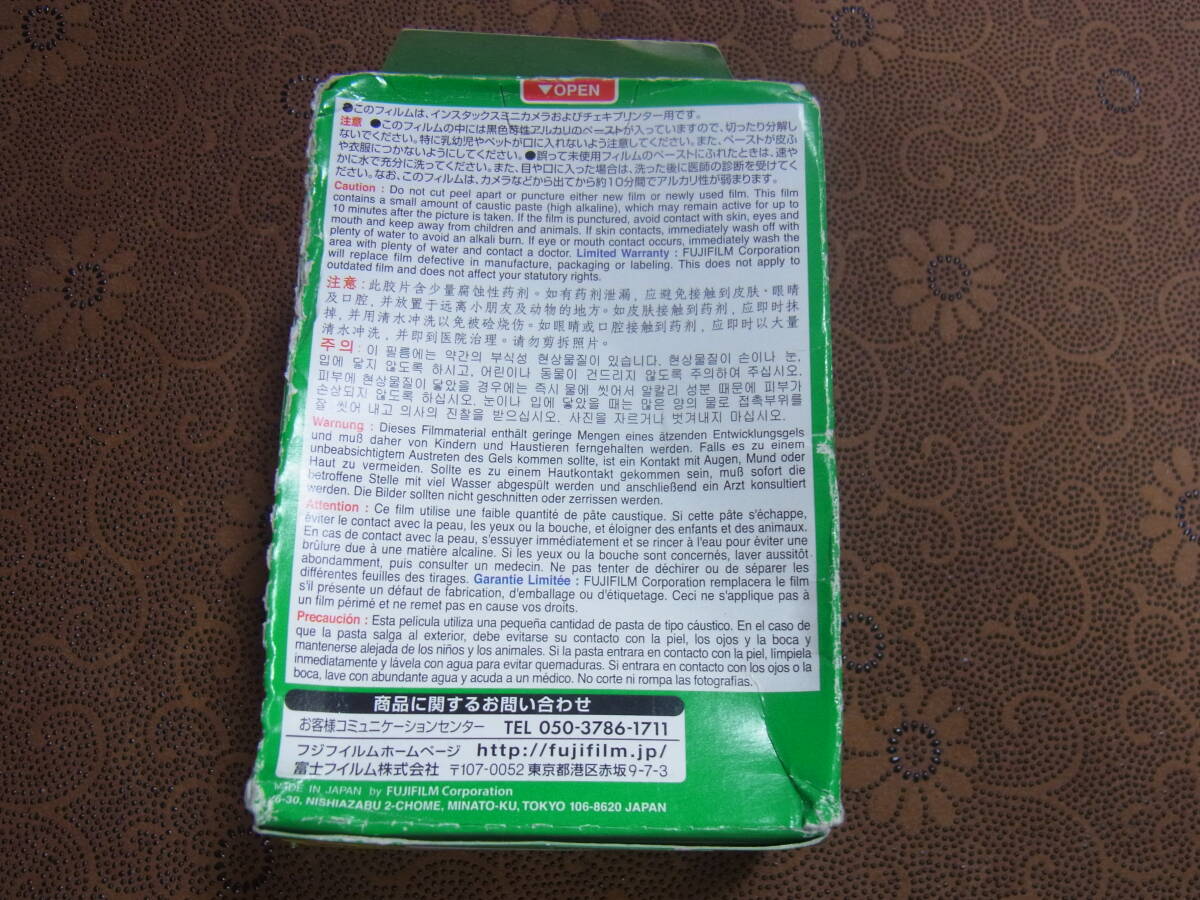 ▼OPEN
●このフィルムは、インスタックスミニカメラおよびチェキプリンター用です。
注意 ●このフィルムの中には黒色苛性アルカリのペーストが入っていますので、切ったり分解し
ないでください。特に乳幼児やペットが口に入れないよう注意してください。また、ペーストが皮ふ
や衣服につかないようにしてください。●誤って未使用フィルムのペーストにふれたときは、速や
かに水で充分に洗ってください。また、目や口に入った場合は、洗った後に医師の診断を受けてく
ださい。なお、このフィルムは、カメラなどから出てから約10分間でアルカリ性が弱まります。
Caution : Do not cut peel apart or puncture either new film or newly used film. This film
contains a small amount of caustic paste (high alkaline), which may remain active for up to
10 minutes after the picture is taken. If the film is punctured, avoid contact with skin, eyes and
mouth and keep away from children and animals. If skin contacts, immediately wash off with
plenty of water to avoid an alkali burn. If eye or mouth contact occurs, immediately wash the
area with plenty of water and contact a doctor. Limited Warranty : FUJIFILM Corporation
will replace film defective in manufacture, packaging or labeling. This does not apply to
outdated film and does not affect your statutory rights.
注意：此胶片含少量腐蚀性药剂。如有药剂泄漏，应避免接触到皮肤·眼睛
及口腔，并放置于远离小朋友及动物的地方。如皮肤接触到药剂，应即时抹
掉，并用清水冲洗以免被硷烧伤。如眼睛或口腔接触到药剂，应即时以大量
清水冲洗，并即到医院治理。请勿剪拆照片。
주의 : 이 필름에는 약간의 부식성 현상물질이 있습니다. 현상물질이 손이나 눈,
입에 닿지 않도록 하시고, 어린이나 동물이 건드리지 않도록 주의하여 주십시오.
피부에 현상물질이 닿았을 경우에는 즉시 물에 씻어서 알칼리 성분 때문에 피부가
손상되지 않도록 하십시오. 눈이나 입에 닿았을 때는 많은 양의 물로 접촉부위를
잘 씻어 내고 의사의 진찰을 받으십시오. 사진을 자르거나 벗겨내지 마십시오.
Warnung : Dieses Filmmaterial enthält geringe Mengen eines ätzenden Entwicklungsgels
und muß daher von Kindern und Haustieren ferngehalten werden. Falls es zu einem
unbeabsichtigtem Austreten des Gels kommen sollte, ist ein Kontakt mit Augen, Mund oder
Haut zu vermeiden. Sollte es zu einem Hautkontakt gekommen sein, muß sofort die
betroffene Stelle mit viel Wasser abgespült werden und anschließend ein Arzt konsultiert
werden. Die Bilder sollten nicht geschnitten oder zerrissen werden.
Attention : Ce film utilise une faible quantité de pâte caustique. Si cette pâte s'échappe,
éviter le contact avec la peau, les yeux ou la bouche, et éloigner des enfants et des animaux.
En cas de contact avec la peau, s'essuyer immédiatement et se rincer à l'eau pour éviter une
brûlure due à une matière alcaline. Si les yeux ou la bouche sont concernés, laver aussitôt
abondamment, puis consulter un medecin. Ne pas tenter de déchirer ou de séparer les
différentes feuilles des tirages. Garantie Limitée : FUJIFILM Corporation remplacera le film
s'il présente un défaut de fabrication, d'emballage ou d'étiquetage. Ceci ne s'applique pas à
un film périmé et ne remet pas en cause vos droits.
Precaución : Esta película utiliza una pequeña cantidad de pasta de tipo cáustico. En el caso de
que la pasta salga al exterior, debe evitarse su contacto con la piel, los ojos y la boca y
mantenerse alejada de los niños y los animales. Si la pasta entrara en contacto con la piel, limpiela
inmediatamente y lávela con agua para evitar quemaduras. Si entrara en contacto con los ojos o la
boca, lave con abundante agua y acuda a un médico. No corte ni rompa las fotografias.
商品に関するお問い合わせ
お客様コミュニケーションセンター TEL 050-3786-1711
フジフイルムホームページ http://fujifilm.jp/
富士フイルム株式会社 〒107-0052 東京都港区赤坂9-7-3
MADE IN JAPAN by FUJIFILM Corporation
26-30, NISHIAZABU 2-CHOME, MINATO-KU, TOKYO 106-8620 JAPAN